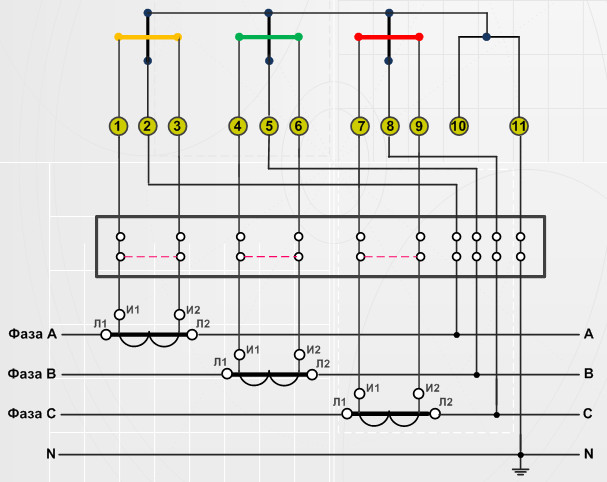 1 2 3 4 5 6 7 8 9 10 11
И1 И2
Л1 Л2
Фаза А А
И1 И2
Л1 Л2
Фаза В В
И1 И2
Л1 Л2
Фаза С С
N N